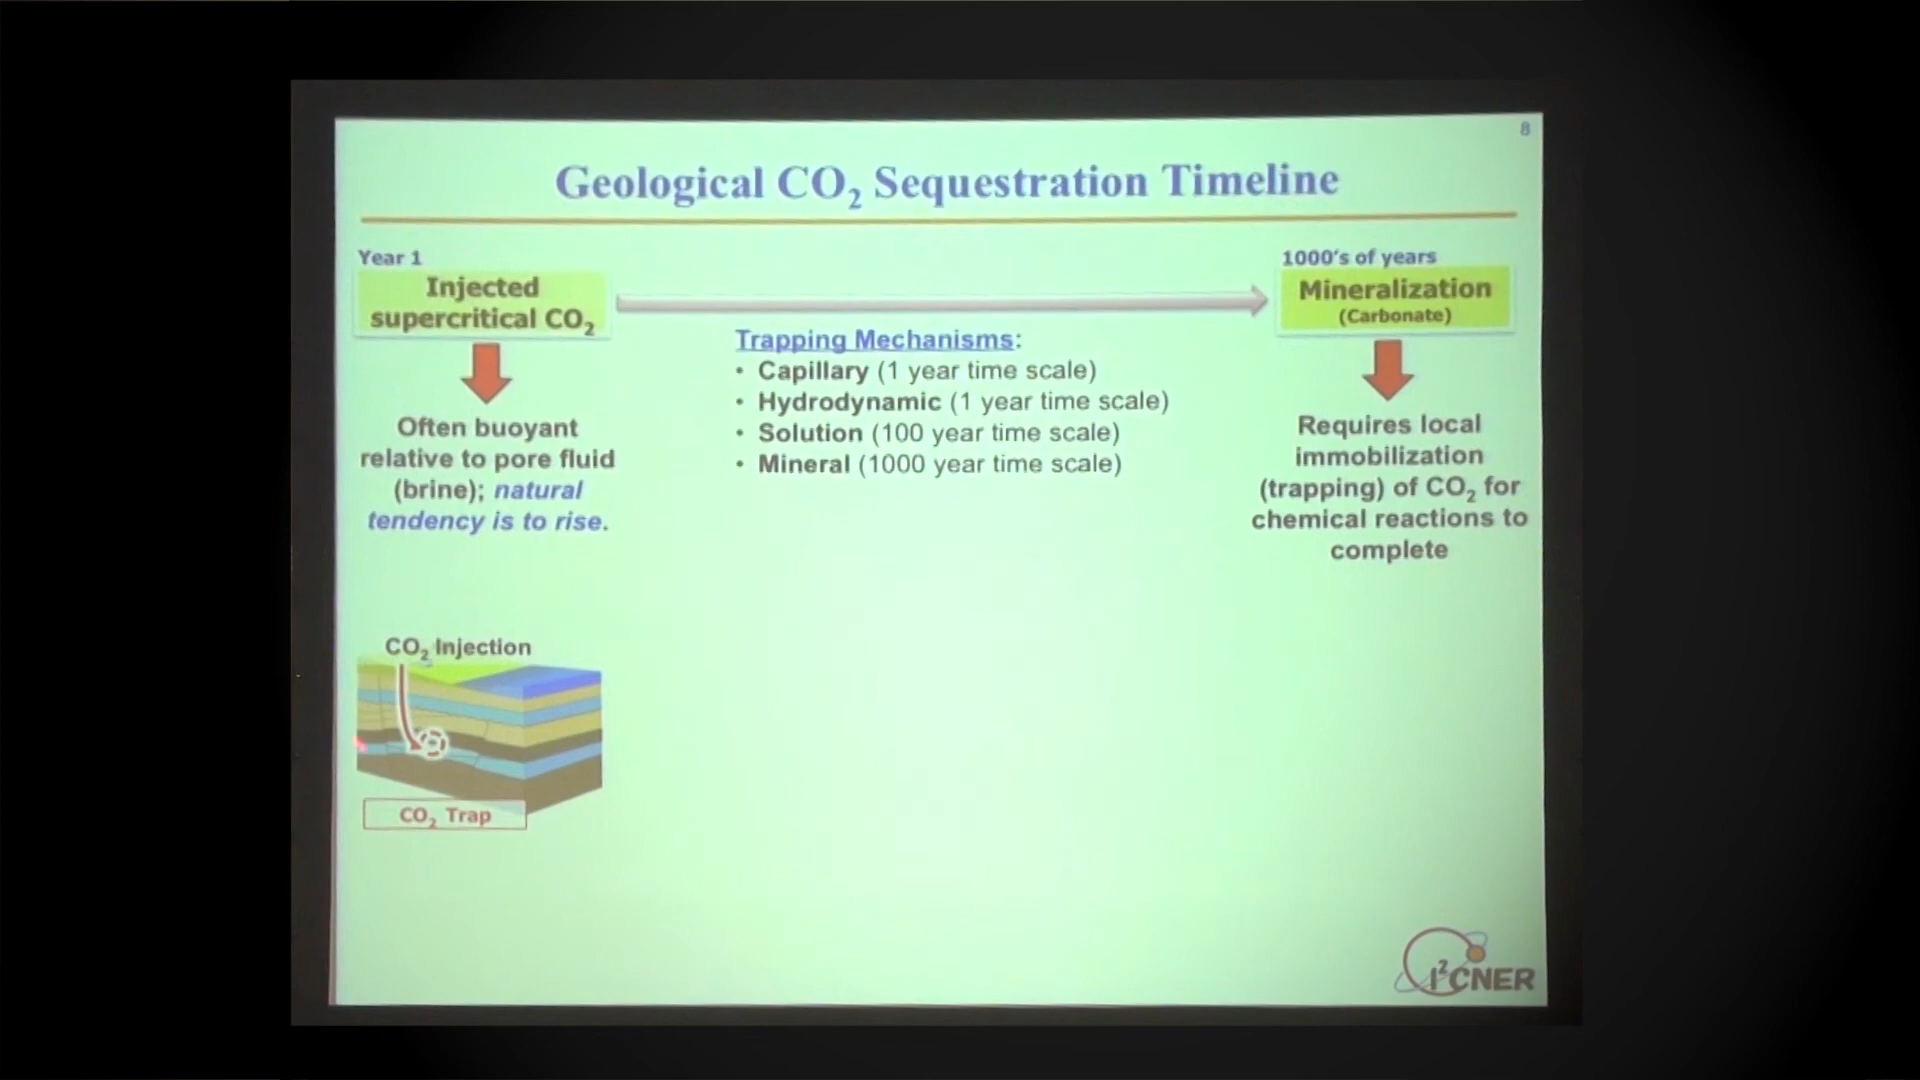 8
Geological CO₂ Sequestration Timeline
Year 1
Injected
supercritical CO₂
Often buoyant
relative to pore fluid
(brine); natural
tendency is to rise.
Trapping Mechanisms:
• Capillary (1 year time scale)
• Hydrodynamic (1 year time scale)
• Solution (100 year time scale)
• Mineral (1000 year time scale)
1000's of years
Mineralization
(Carbonate)
Requires local
immobilization
(trapping) of CO₂ for
chemical reactions to
complete
CO₂ Injection
CO₂ Trap
I²CNER